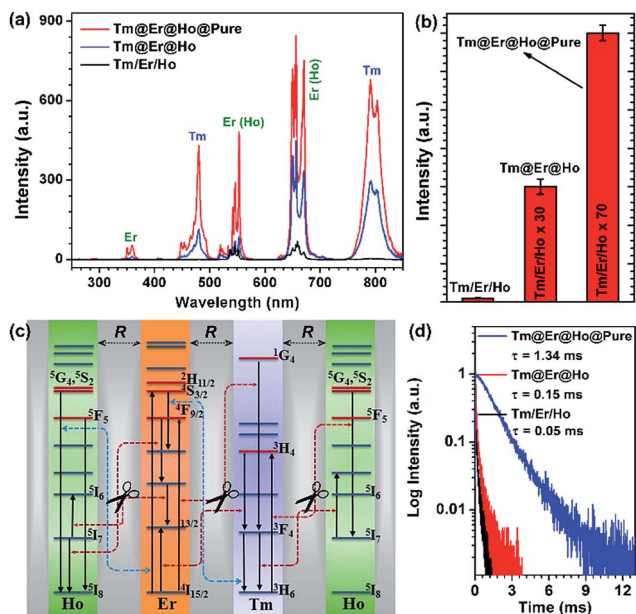 (a)
Tm@Er@Ho@Pure
Tm@Er@Ho
Tm/Er/Ho
900
600
300
0
Intensity (a.u.)
Er
Tm
Er (Ho)
Er (Ho)
Tm
300 400 500 600 700 800
Wavelength (nm)
(b)
Intensity (a.u.)
Tm@Er@Ho@Pure
Tm@Er@Ho
Tm/Er/Ho
Tm/Er/Ho x 30
Tm/Er/Ho x 70
(c)
R R R
⁵G₄,⁵S₂
⁵F₅
⁵I₆
⁵I₇
⁵I₈
Ho
²H₁₁/₂
⁴S₃/₂
⁴F₉/₂
13/2
⁴I₁₅/₂
Er
¹G₄
³H₄
³F₄
³H₆
Tm
⁵G₄,⁵S₂
⁵F₅
⁵I₆
⁵I₇
⁵I₈
Ho
(d)
Tm@Er@Ho@Pure
τ = 1.34 ms
Tm@Er@Ho
τ = 0.15 ms
Tm/Er/Ho
τ = 0.05 ms
1
0.1
0.01
Log Intensity (a.u.)
0 3 6 9 12
Time (ms)